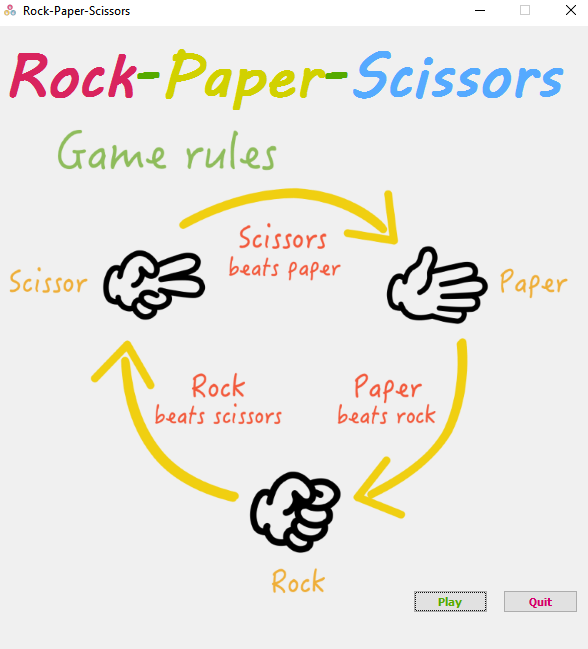 Rock-Paper-Scissors
Rock-Paper-Scissors
Game rules
Scissors
beats paper
Scissor
Paper
Rock
beats scissors
Paper
beats rock
Rock
Play
Quit